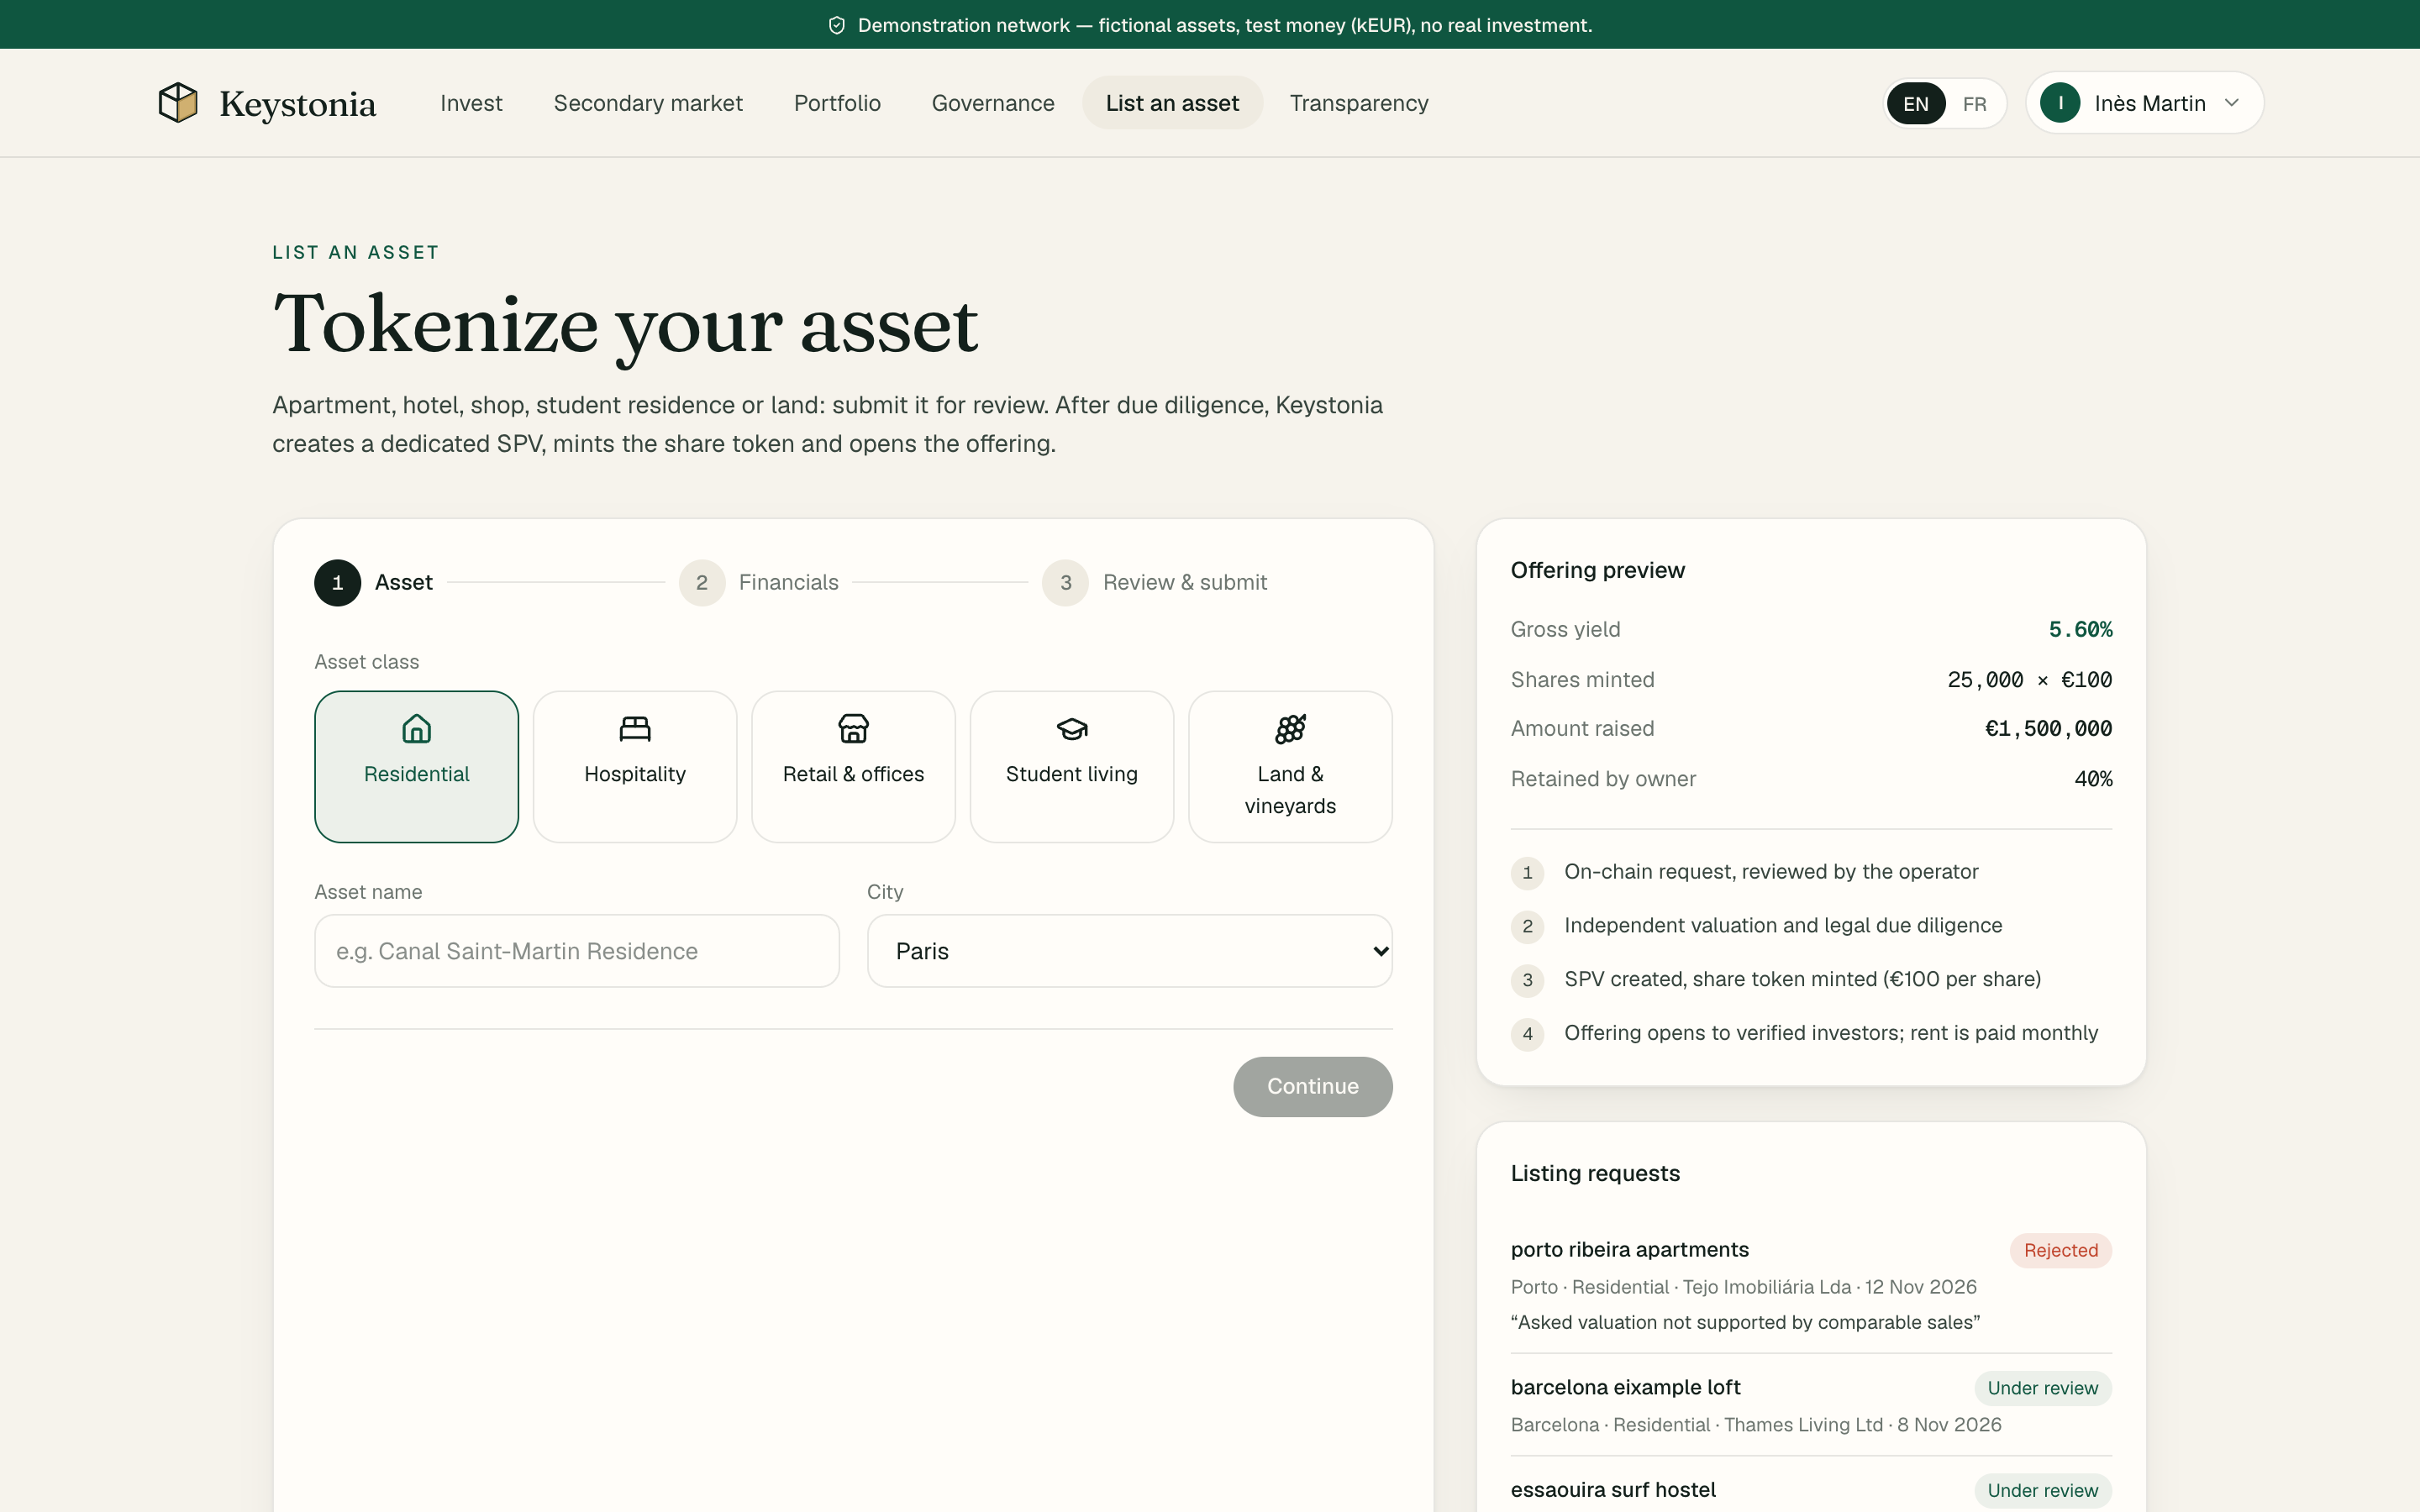 Demonstration network — fictional assets, test money (kEUR), no real investment.
Keystonia
Invest
Secondary market
Portfolio
Governance
List an asset
Transparency
EN
FR
I
Inès Martin
LIST AN ASSET
Tokenize your asset
Apartment, hotel, shop, student residence or land: submit it for review. After due diligence, Keystonia
creates a dedicated SPV, mints the share token and opens the offering.
1 Asset
2 Financials
3 Review & submit
Asset class
Residential
Hospitality
Retail & offices
Student living
Land &
vineyards
Asset name
City
e.g. Canal Saint-Martin Residence
Paris
Continue
Offering preview
Gross yield 5.60%
Shares minted 25,000 × €100
Amount raised €1,500,000
Retained by owner 40%
1 On-chain request, reviewed by the operator
2 Independent valuation and legal due diligence
3 SPV created, share token minted (€100 per share)
4 Offering opens to verified investors; rent is paid monthly
Listing requests
porto ribeira apartments Rejected
Porto · Residential · Tejo Imobiliária Lda · 12 Nov 2026
“Asked valuation not supported by comparable sales”
barcelona eixample loft Under review
Barcelona · Residential · Thames Living Ltd · 8 Nov 2026
essaouira surf hostel Under review